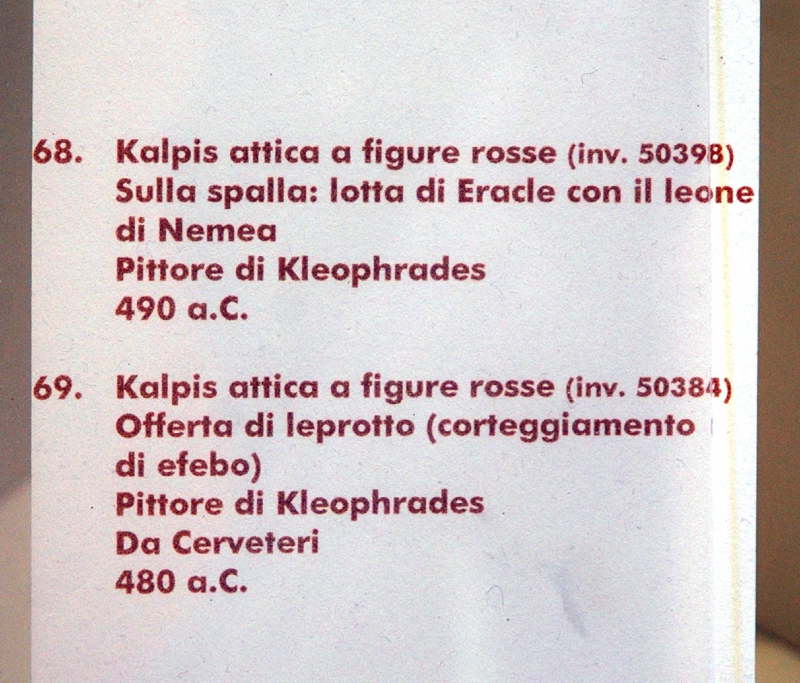 68. Kalpis attica a figure rosse (inv. 50398)
Sulla spalla: lotta di Eracle con il leone
di Nemea
Pittore di Kleophrades
490 a.C.
69. Kalpis attica a figure rosse (inv. 50384)
Offerta di leprotto (corteggiamento
di efebo)
Pittore di Kleophrades
Da Cerveteri
480 a.C.